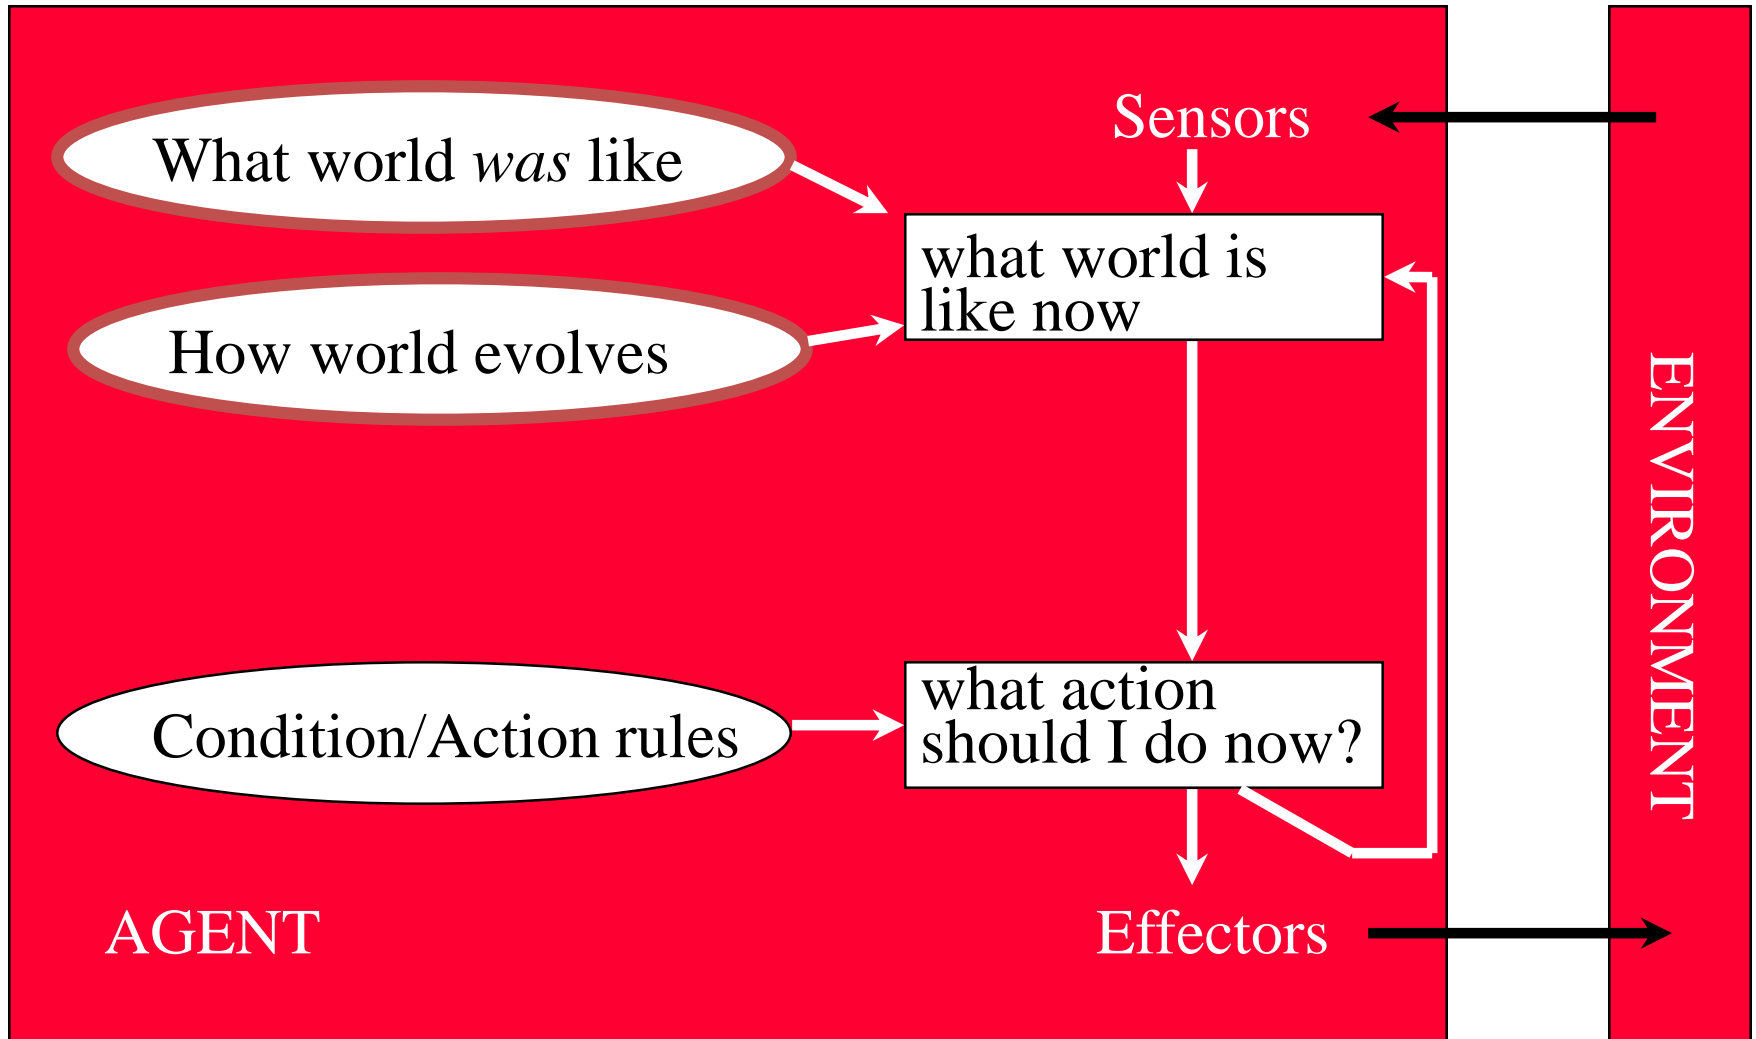 What world was like
Sensors
what world is
like now
How world evolves
ENVIRONMENT
Condition/Action rules
what action
should I do now?
AGENT
Effectors